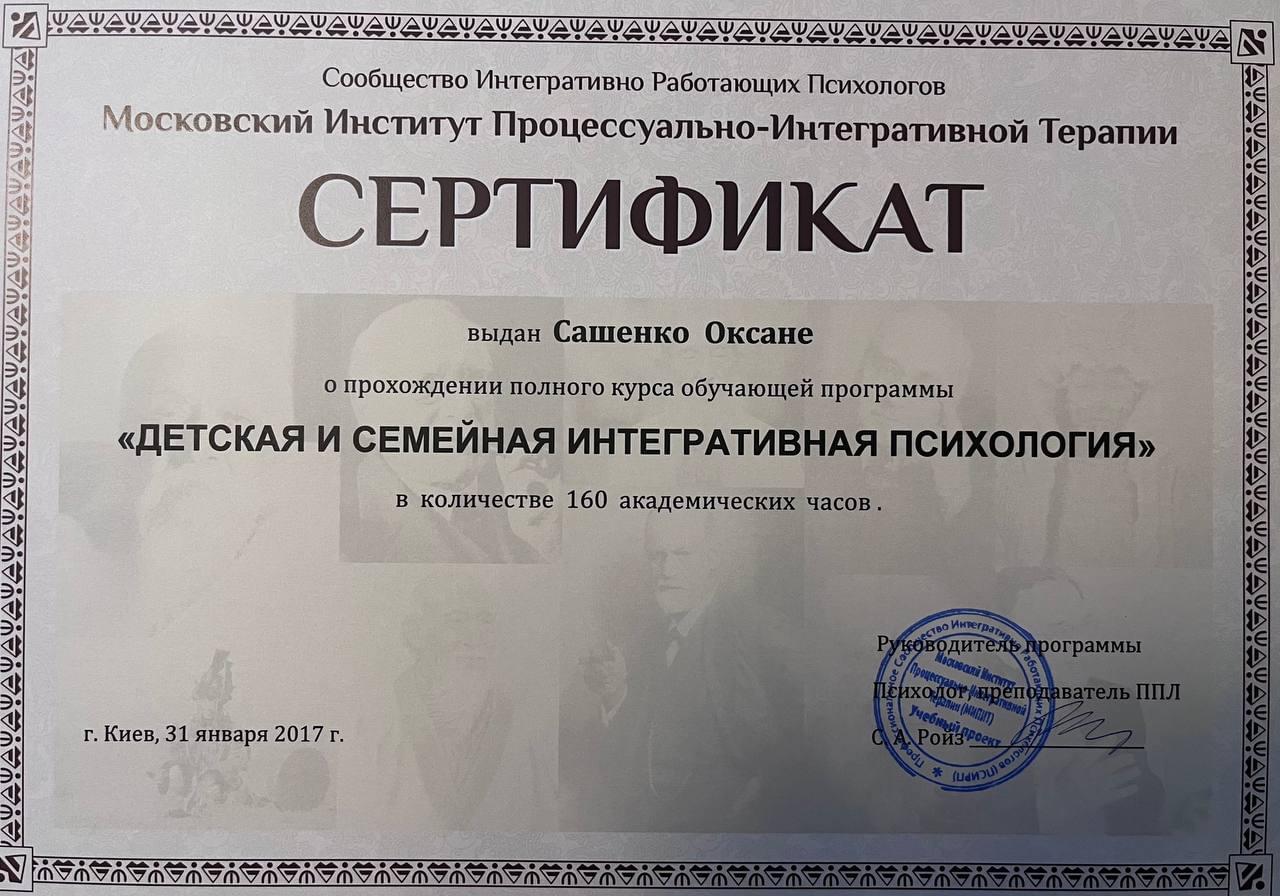 Сообщество Интегративно Работающих Психологов
Московский Институт Процессуально-Интегративной Терапии
СЕРТИФИКАТ
выдан Сашенко Оксане
о прохождении полного курса обучающей программы
«ДЕТСКАЯ И СЕМЕЙНАЯ ИНТЕГРАТИВНАЯ ПСИХОЛОГИЯ»
в количестве 160 академических часов .
Руководитель программы
Психолог, преподаватель ППЛ
С. А. Ройз
г. Киев, 31 января 2017 г.
Сообщество Интегративно Работающих Психологов (ПСИРП)
Московский Институт
Процессуально-Интегративной
Терапии (МИПИТ)
Учебный проект